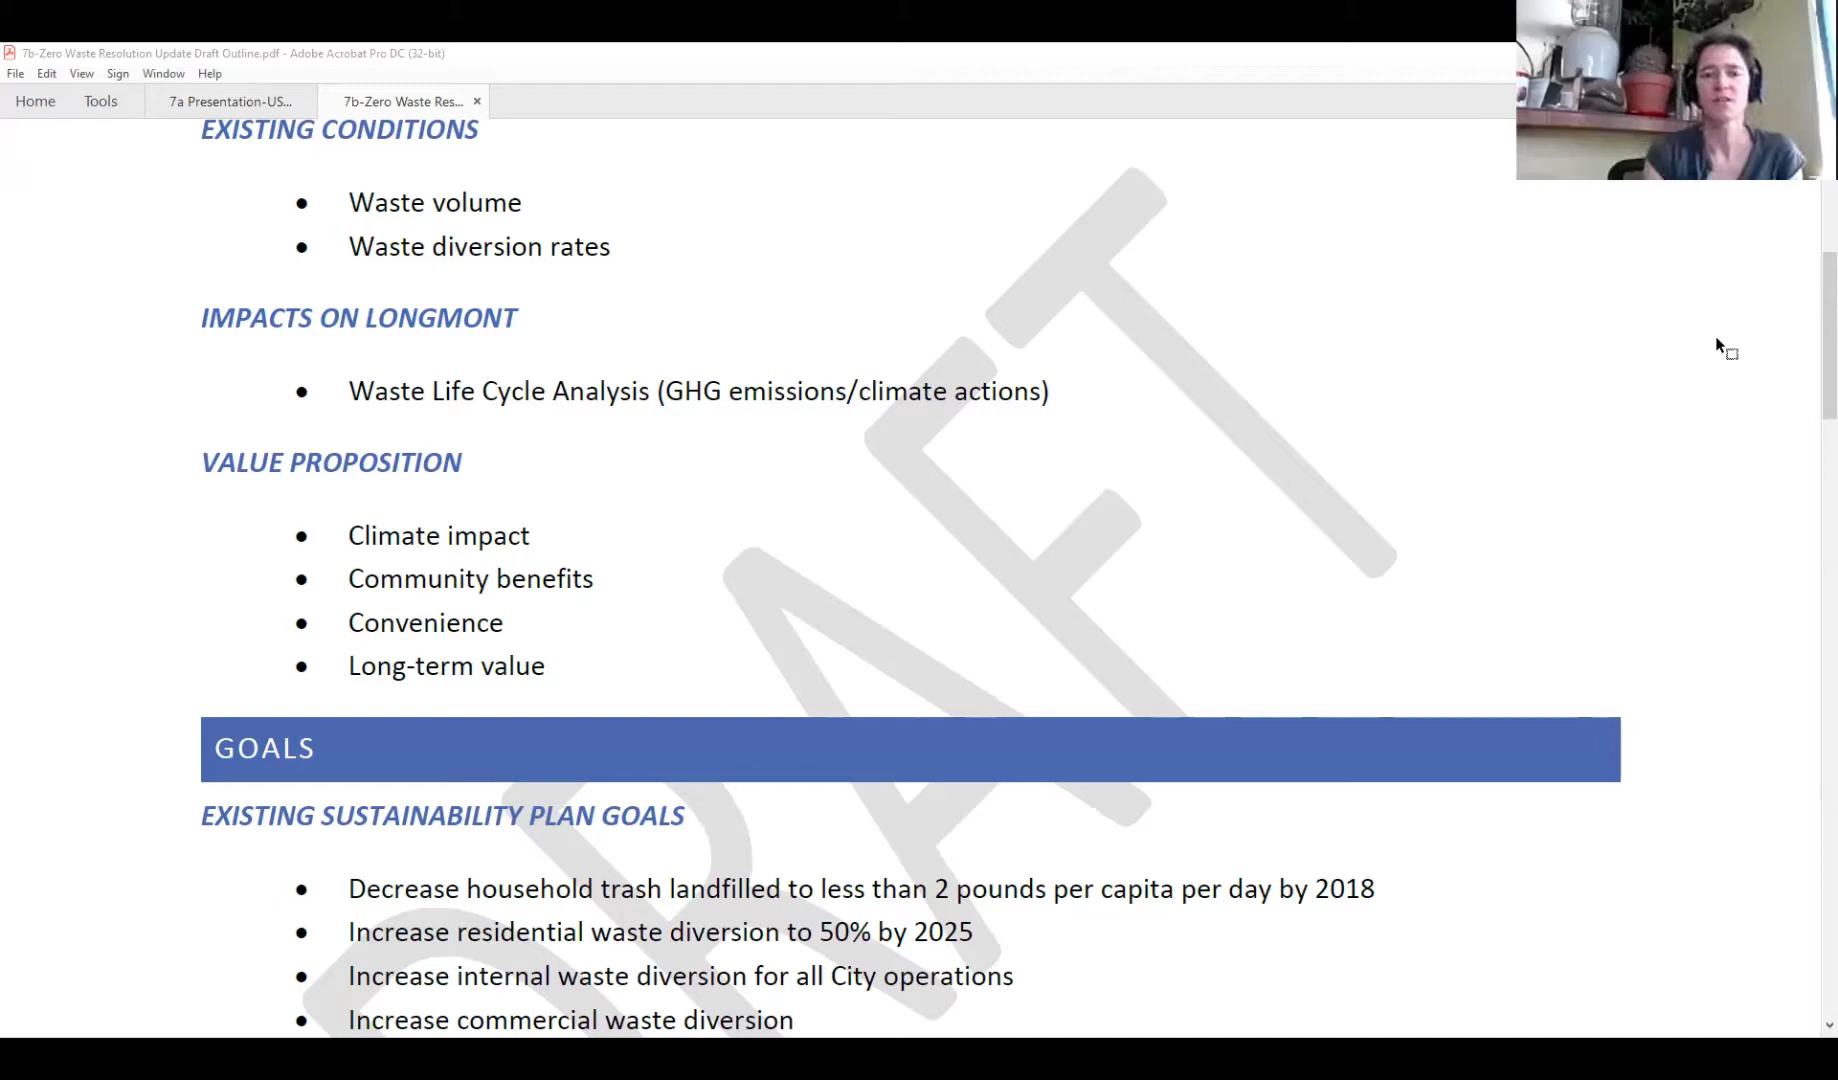 7b-Zero Waste Resolution Update Draft Outline.pdf - Adobe Acrobat Pro DC (32-bit)
File Edit View Sign Window Help
Home Tools 7a Presentation-US... 7b-Zero Waste Res... ×
EXISTING CONDITIONS
• Waste volume
• Waste diversion rates
IMPACTS ON LONGMONT
• Waste Life Cycle Analysis (GHG emissions/climate actions)
VALUE PROPOSITION
• Climate impact
• Community benefits
• Convenience
• Long-term value
GOALS
EXISTING SUSTAINABILITY PLAN GOALS
• Decrease household trash landfilled to less than 2 pounds per capita per day by 2018
• Increase residential waste diversion to 50% by 2025
• Increase internal waste diversion for all City operations
• Increase commercial waste diversion
DRAFT